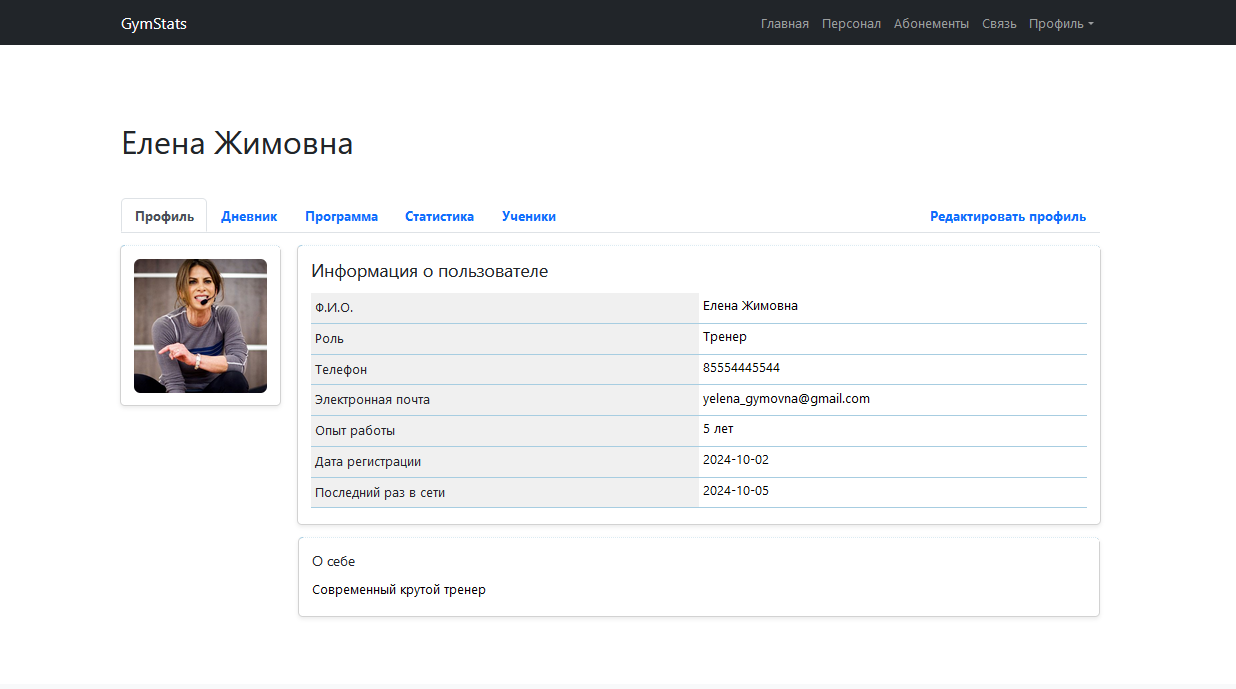 GymStats Главная Персонал Абонементы Связь Профиль
Елена Жимовна
Профиль Дневник Программа Статистика Ученики Редактировать профиль
Информация о пользователе
Ф.И.О. Елена Жимовна
Роль Тренер
Телефон 85554445544
Электронная почта yelena_gymovna@gmail.com
Опыт работы 5 лет
Дата регистрации 2024-10-02
Последний раз в сети 2024-10-05
О себе
Современный крутой тренер